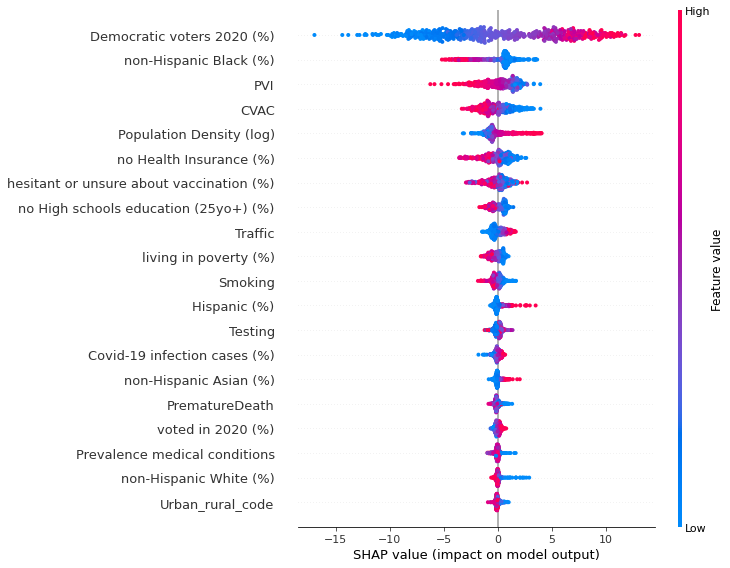 High
Democratic voters 2020 (%)
non-Hispanic Black (%)
PVI
CVAC
Population Density (log)
no Health Insurance (%)
hesitant or unsure about vaccination (%)
no High schools education (25yo+) (%)
Traffic
living in poverty (%)
Smoking
Hispanic (%)
Testing
Covid-19 infection cases (%)
non-Hispanic Asian (%)
PrematureDeath
voted in 2020 (%)
Prevalence medical conditions
non-Hispanic White (%)
Urban_rural_code
Feature value
Low
−15 −10 −5 0 5 10
SHAP value (impact on model output)